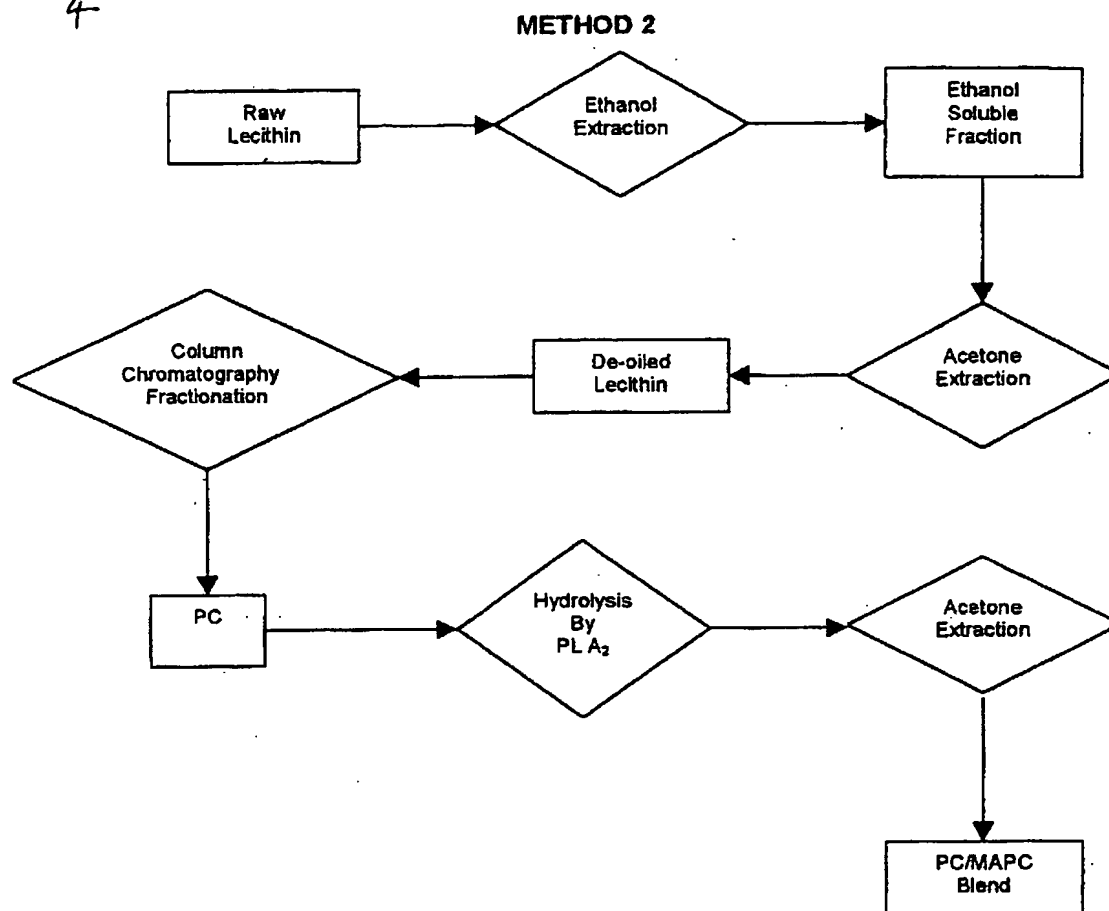 4
METHOD 2
Raw
Lecithin
Ethanol
Extraction
Ethanol
Soluble
Fraction
Acetone
Extraction
De-oiled
Lecithin
Column
Chromatography
Fractionation
PC
Hydrolysis
By
PL A₂
Acetone
Extraction
PC/MAPC
Blend